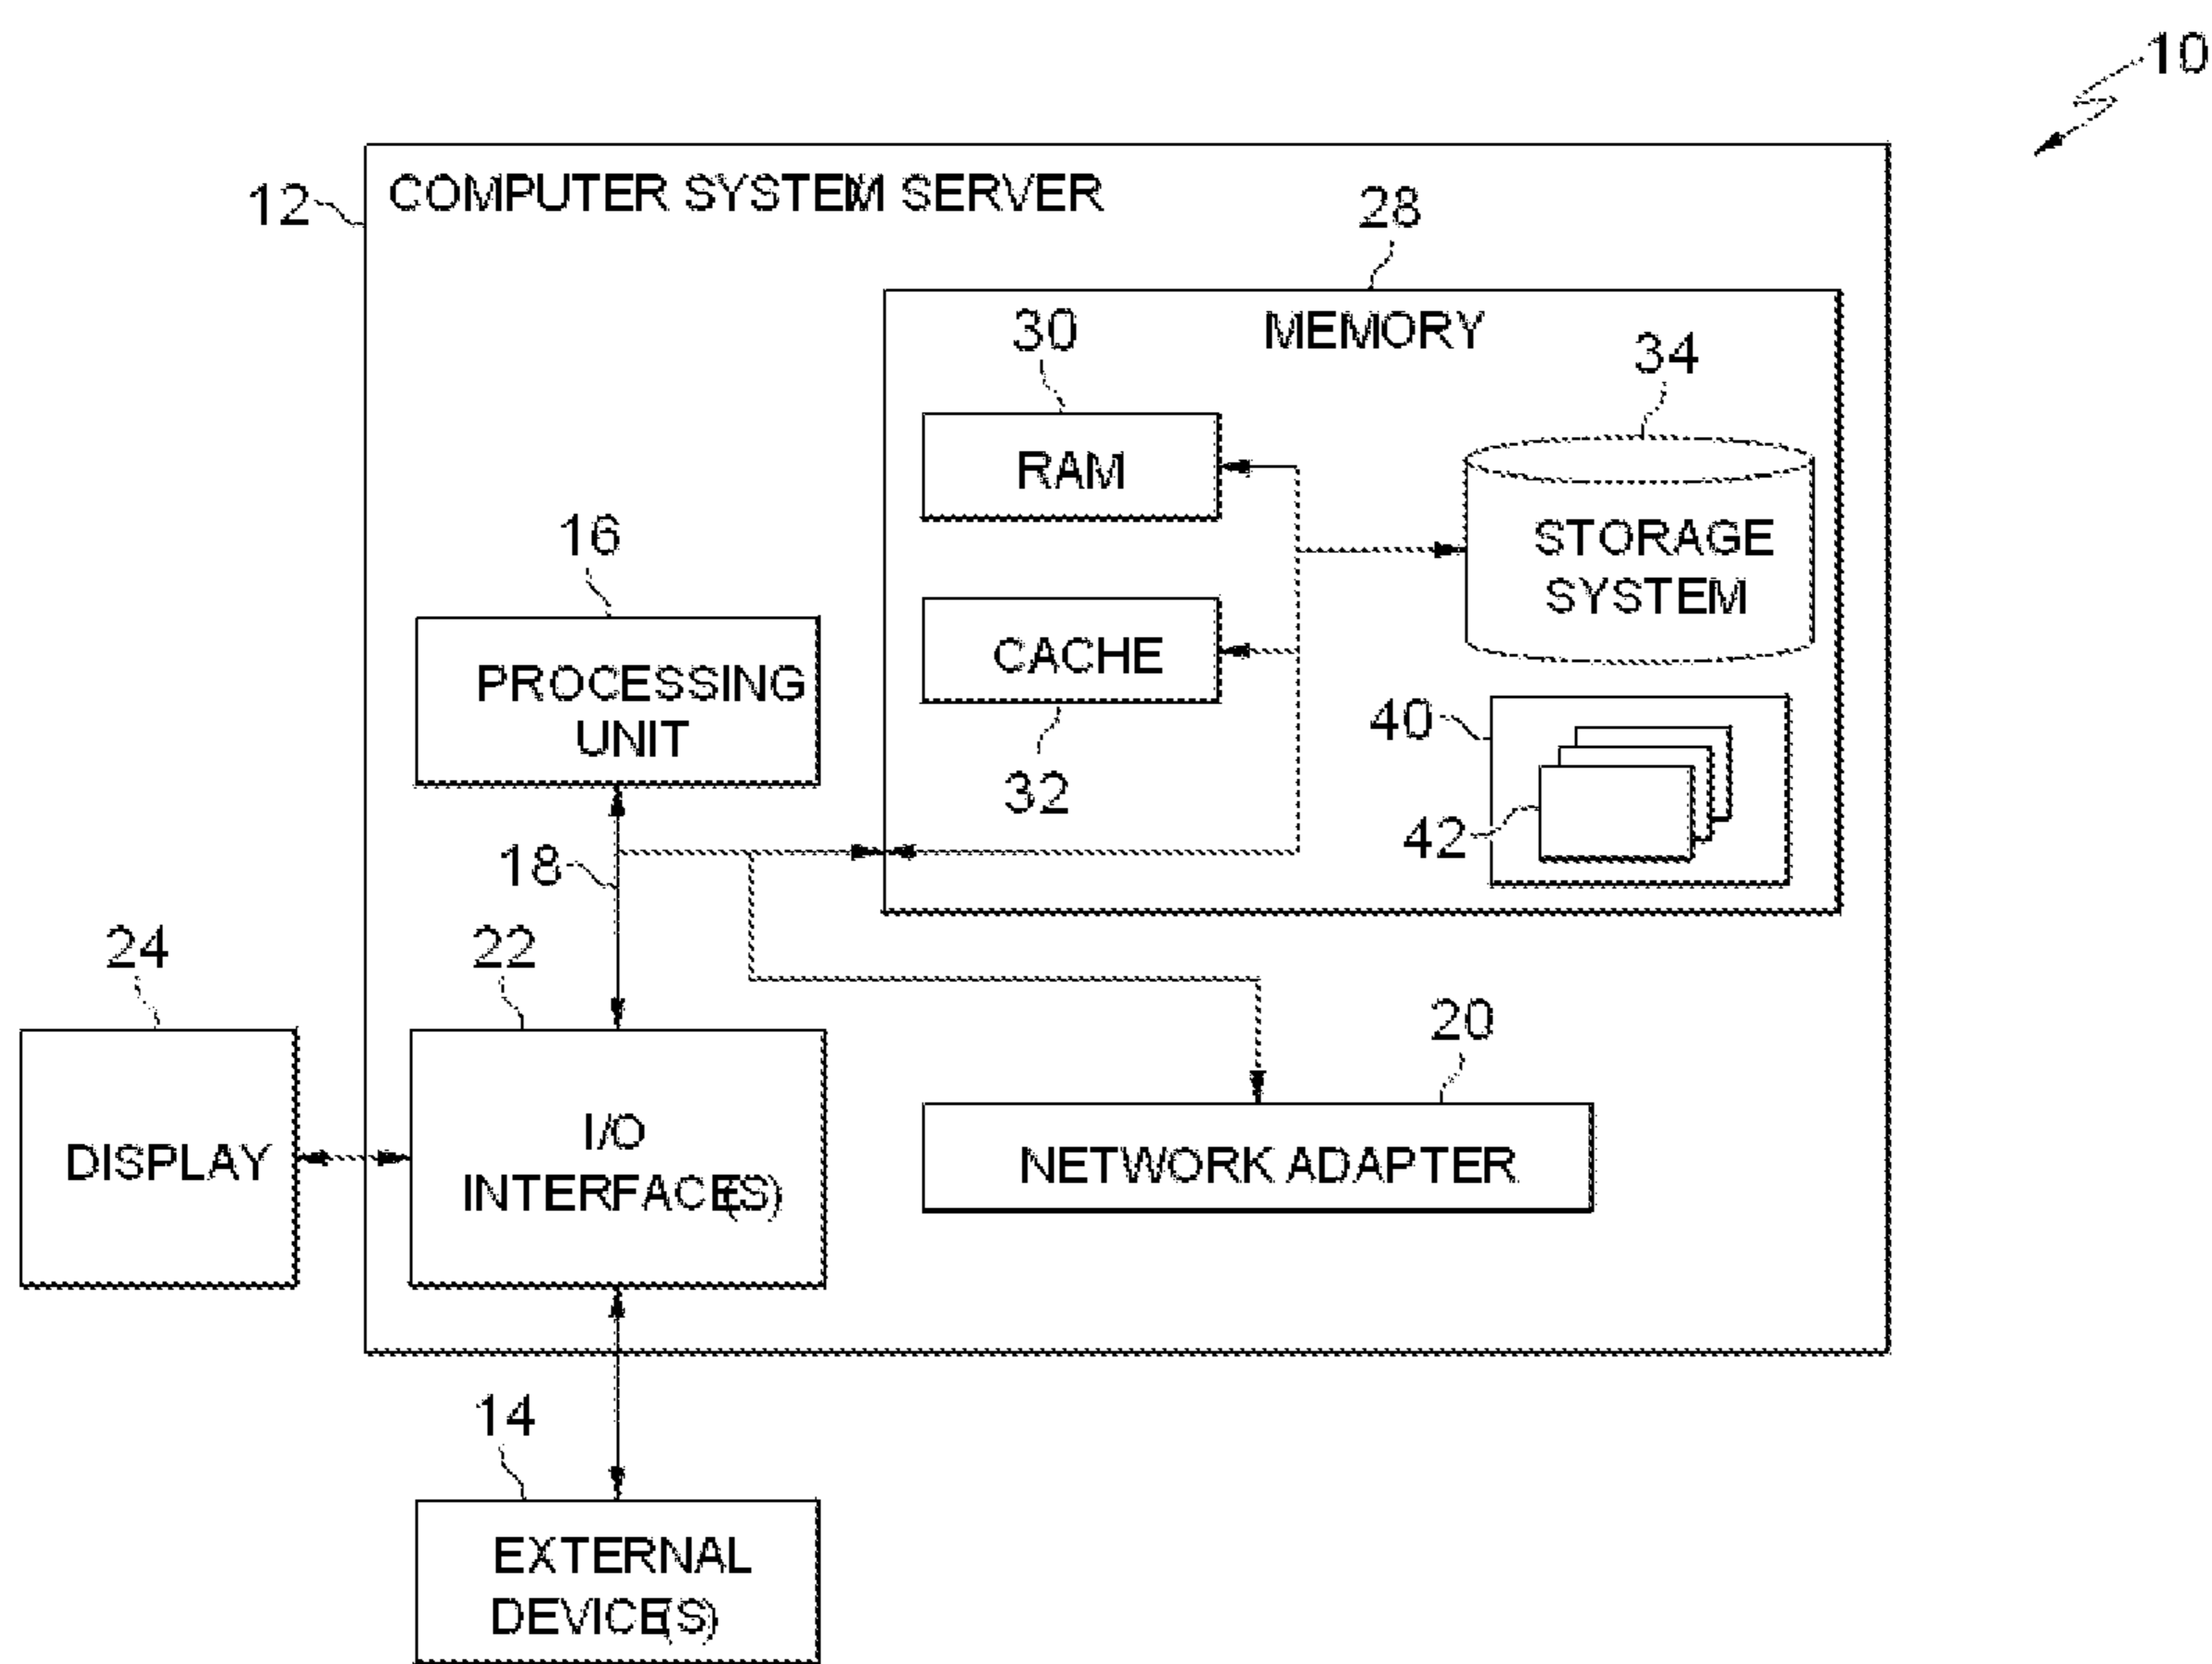 10
12
COMPUTER SYSTEM SERVER
28
MEMORY
30
RAM
34
STORAGE
SYSTEM
16
PROCESSING
UNIT
CACHE
32
40
42
18
24
DISPLAY
22
I/O
INTERFACE(S)
20
NETWORK ADAPTER
14
EXTERNAL
DEVICE(S)